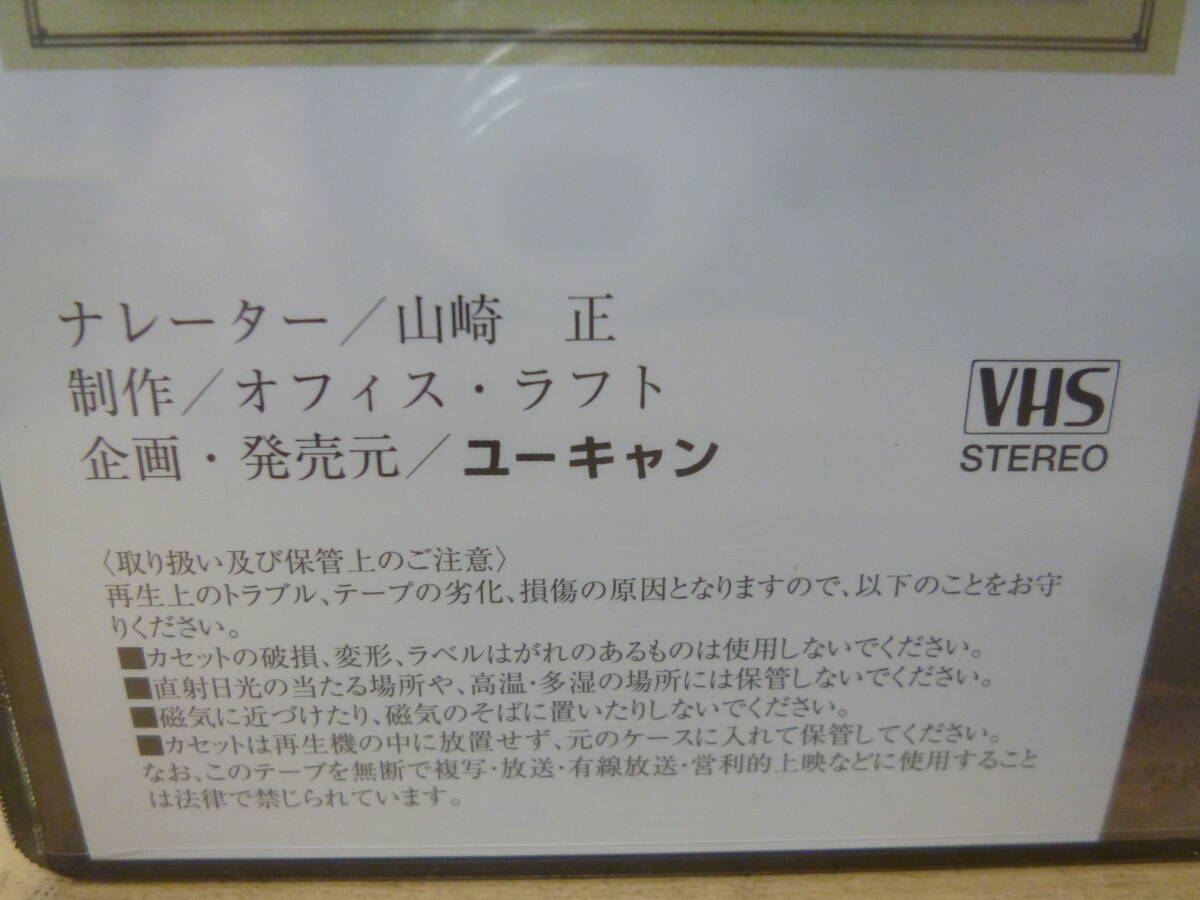 ナレーター／山崎　正
制作／オフィス・ラフト
企画・発売元／ユーキャン
VHS
STEREO
〈取り扱い及び保管上のご注意〉
再生上のトラブル、テープの劣化、損傷の原因となりますので、以下のことをお守
りください。
■カセットの破損、変形、ラベルはがれのあるものは使用しないでください。
■直射日光の当たる場所や、高温・多湿の場所には保管しないでください。
■磁気に近づけたり、磁気のそばに置いたりしないでください。
■カセットは再生機の中に放置せず、元のケースに入れて保管してください。
なお、このテープを無断で複写・放送・有線放送・営利的上映などに使用すること
は法律で禁じられています。